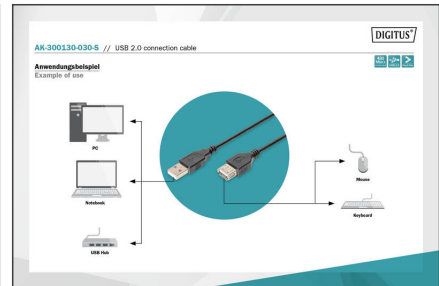 DIGITUS®
AK-300130-030-S // USB 2.0 connection cable
Anwendungsbeispiel
Example of use
PC
Notebook
USB Hub
Mouse
Keyboard